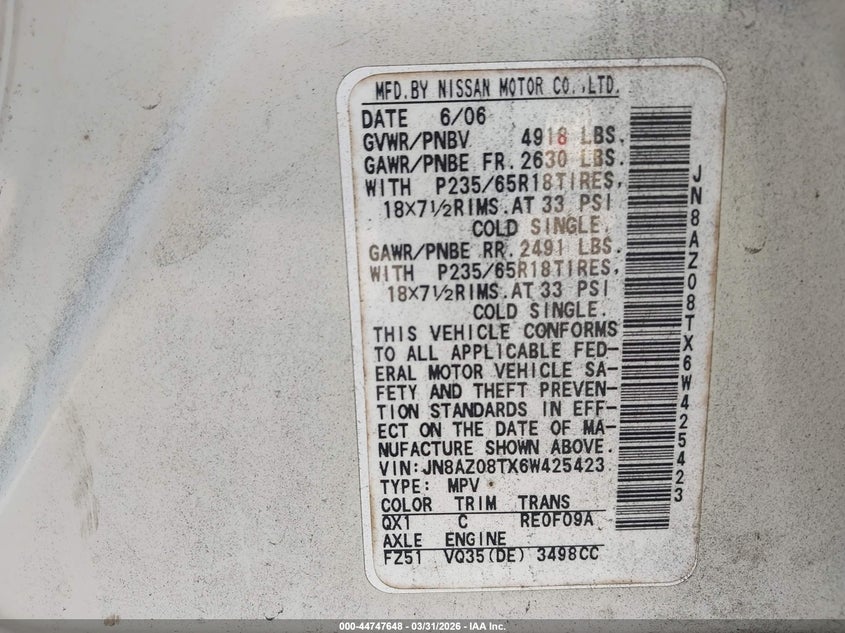 MFD.BY NISSAN MOTOR CO.,LTD.
DATE 6/06
GVWR/PNBV 4918 LBS.
GAWR/PNBE FR. 2630 LBS.
WITH P235/65R18TIRES,
18X7½RIMS.AT 33 PSI
COLD SINGLE.
GAWR/PNBE RR. 2491 LBS.
WITH P235/65R18TIRES,
18X7½RIMS.AT 33 PSI
COLD SINGLE.
THIS VEHICLE CONFORMS
TO ALL APPLICABLE FED-
ERAL MOTOR VEHICLE SA-
FETY AND THEFT PREVEN-
TION STANDARDS IN EFF-
ECT ON THE DATE OF MA-
NUFACTURE SHOWN ABOVE.
VIN:JN8AZ08TX6W425423
TYPE: MPV
COLOR TRIM TRANS
QX1 C RE0F09A
AXLE ENGINE
FZ51 VQ35(DE) 3498CC
JN8AZ08TX6W425423
000-44747648 - 03/31/2026 - IAA Inc.